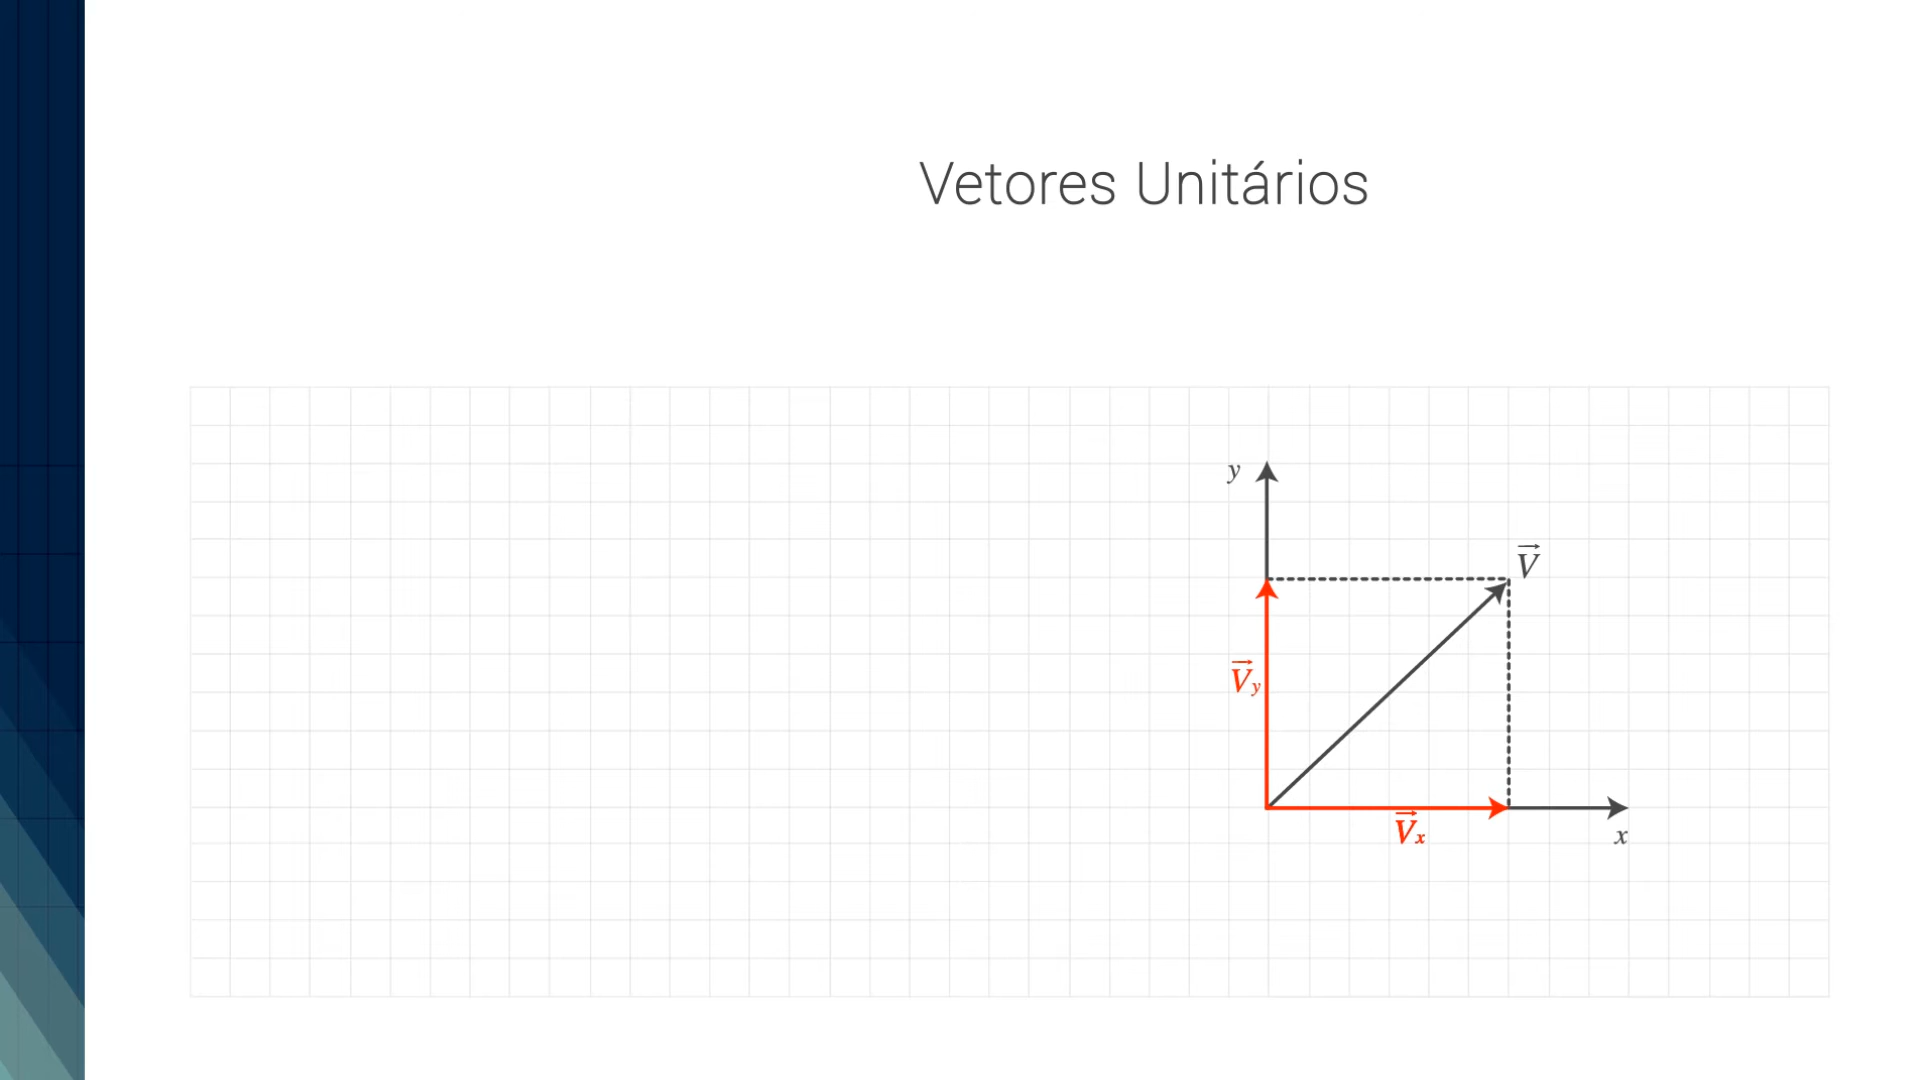 Vetores Unitários
y
V⃗
V⃗y
V⃗x
x